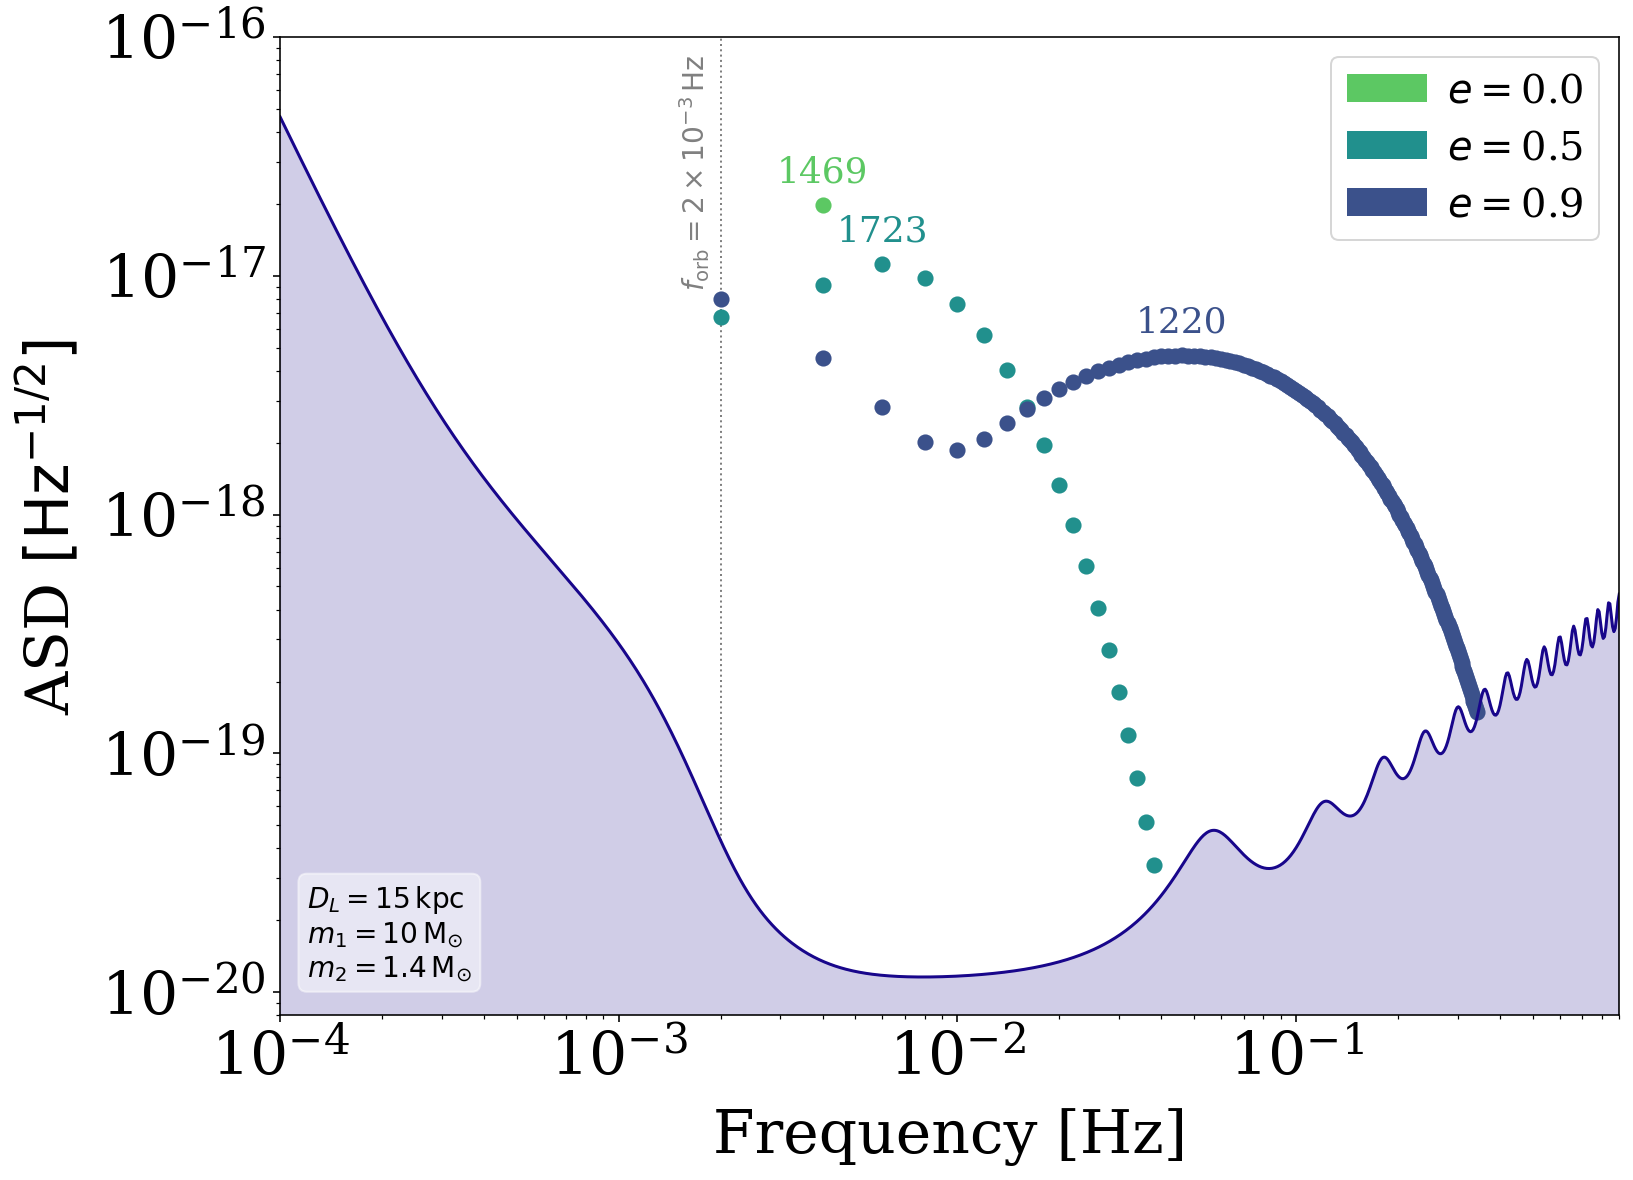 10⁻¹⁶
10⁻¹⁷
10⁻¹⁸
10⁻¹⁹
10⁻²⁰
ASD [Hz⁻¹/²]
f_orb = 2 × 10⁻³ Hz
1469
1723
1220
e = 0.0
e = 0.5
e = 0.9
D_L = 15 kpc
m₁ = 10 M_⊙
m₂ = 1.4 M_⊙
10⁻⁴ 10⁻³ 10⁻² 10⁻¹
Frequency [Hz]